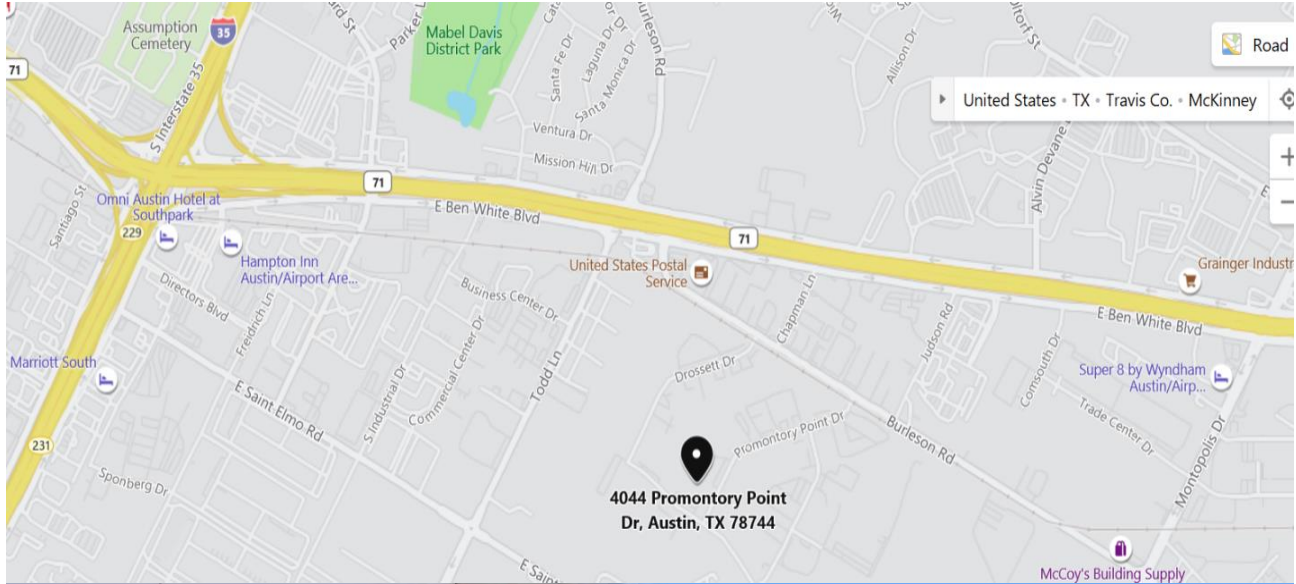 Assumption
Cemetery
35
71
S Interstate 35
Parker L
Mabel Davis
District Park
Santa Fe Dr
Laguna Dr
Santa Monica Dr
Burleson Rd
Ventura Dr
Mission Hill Dr
Allison Dr
oltorf St
Road
United States • TX • Travis Co. • McKinney
+
−
Alvin Devane
71
E Ben White Blvd
71
Santiago St
Omni Austin Hotel at
Southpark
229
Hampton Inn
Austin/Airport Are...
Directors Blvd
Freidrich Ln
Business Center Dr
United States Postal
Service
Chapman Ln
Grainger Industr
E Ben White Blvd
Marriott South
E Saint Elmo Rd
S Industrial Dr
Commercial Center Dr
Todd Ln
Drossett Dr
Judson Rd
Comsouth Dr
Super 8 by Wyndham
Austin/Airp...
Trade Center Dr
Montopolis Dr
Promontory Point Dr
Burleson Rd
231
Sponberg Dr
4044 Promontory Point
Dr, Austin, TX 78744
E Saint
McCoy's Building Supply